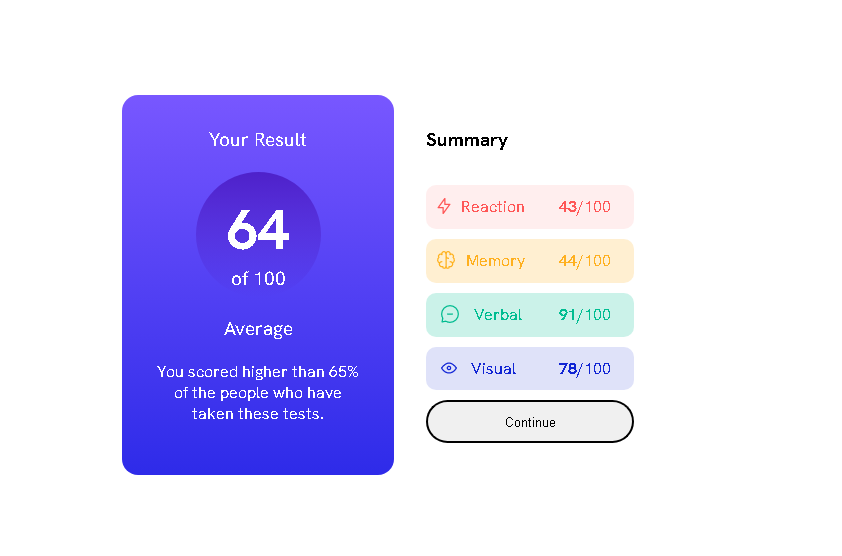 Your Result
64
of 100
Average
You scored higher than 65%
of the people who have
taken these tests.
Summary
Reaction 43/100
Memory 44/100
Verbal 91/100
Visual 78/100
Continue